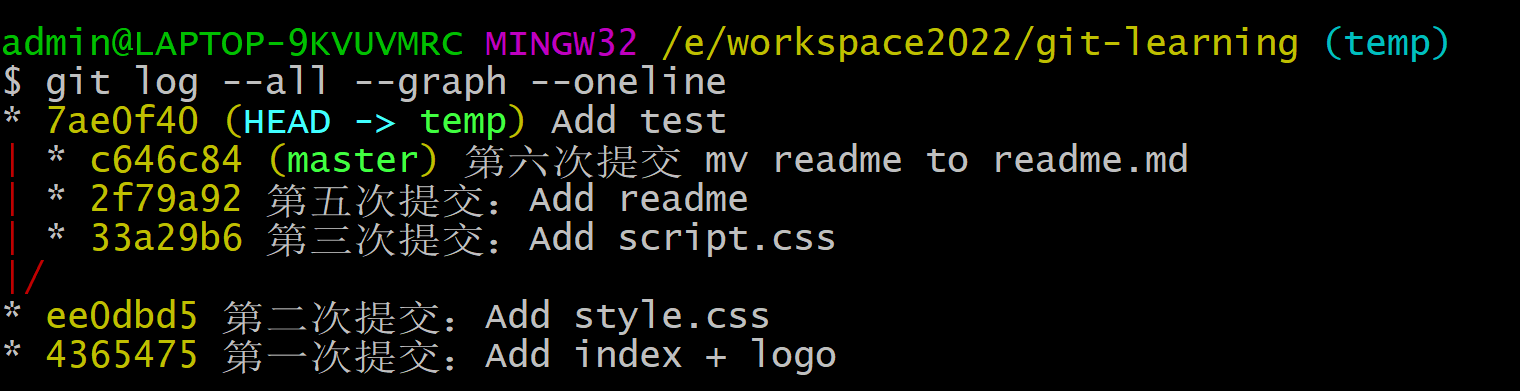 admin@LAPTOP-9KVUVMRC MINGW32 /e/workspace2022/git-learning (temp)
$ git log --all --graph --oneline
* 7ae0f40 (HEAD -> temp) Add test
| * c646c84 (master) 第六次提交 mv readme to readme.md
| * 2f79a92 第五次提交：Add readme
| * 33a29b6 第三次提交：Add script.css
|/
* ee0dbd5 第二次提交：Add style.css
* 4365475 第一次提交：Add index + logo